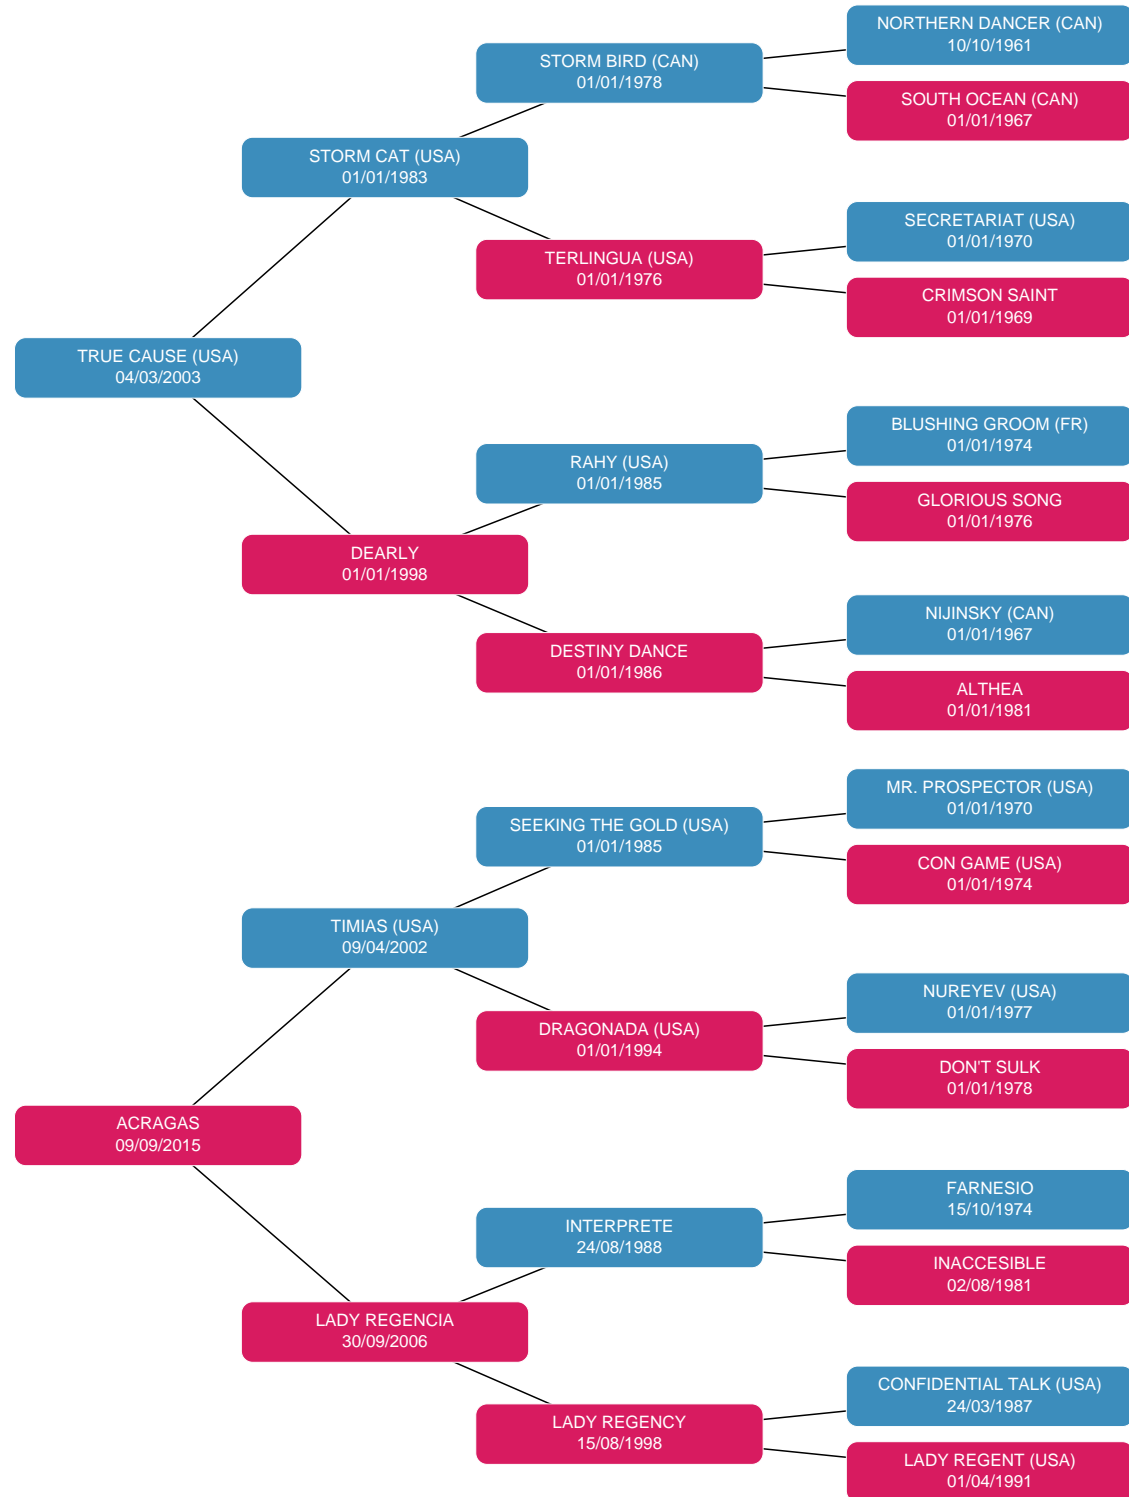 NORTHERN DANCER (CAN)
10/10/1961
STORM BIRD (CAN)
01/01/1978
SOUTH OCEAN (CAN)
01/01/1967
STORM CAT (USA)
01/01/1983
SECRETARIAT (USA)
01/01/1970
TERLINGUA (USA)
01/01/1976
CRIMSON SAINT
01/01/1969
TRUE CAUSE (USA)
04/03/2003
BLUSHING GROOM (FR)
01/01/1974
RAHY (USA)
01/01/1985
GLORIOUS SONG
01/01/1976
DEARLY
01/01/1998
NIJINSKY (CAN)
01/01/1967
DESTINY DANCE
01/01/1986
ALTHEA
01/01/1981
MR. PROSPECTOR (USA)
01/01/1970
SEEKING THE GOLD (USA)
01/01/1985
CON GAME (USA)
01/01/1974
TIMIAS (USA)
09/04/2002
NUREYEV (USA)
01/01/1977
DRAGONADA (USA)
01/01/1994
DON'T SULK
01/01/1978
ACRAGAS
09/09/2015
FARNESIO
15/10/1974
INTERPRETE
24/08/1988
INACCESIBLE
02/08/1981
LADY REGENCIA
30/09/2006
CONFIDENTIAL TALK (USA)
24/03/1987
LADY REGENCY
15/08/1998
LADY REGENT (USA)
01/04/1991